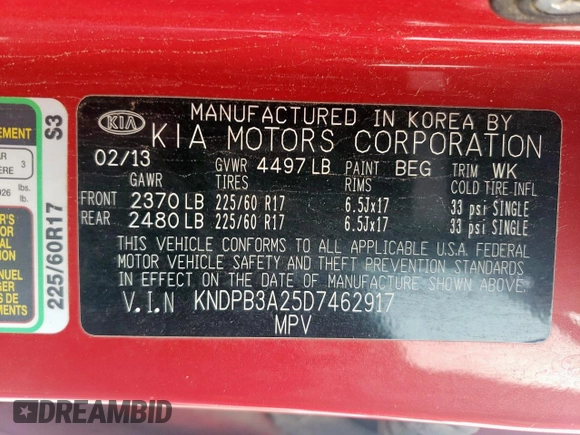 MANUFACTURED IN KOREA BY
KIA KIA MOTORS CORPORATION
02/13 GVWR 4497 LB PAINT BEG TRIM WK
GAWR TIRES RIMS COLD TIRE INFL
FRONT 2370 LB 225/60 R17 6.5Jx17 33 psi SINGLE
REAR 2480 LB 225/60 R17 6.5Jx17 33 psi SINGLE
THIS VEHICLE CONFORMS TO ALL APPLICABLE U.S.A. FEDERAL
MOTOR VEHICLE SAFETY AND THEFT PREVENTION STANDARDS
IN EFFECT ON THE DATE OF MANUFACTURE SHOWN ABOVE.
V.I.N KNDPB3A25D7462917
MPV
225/60R17 S3
3
lbs.
lb.
DREAMBID